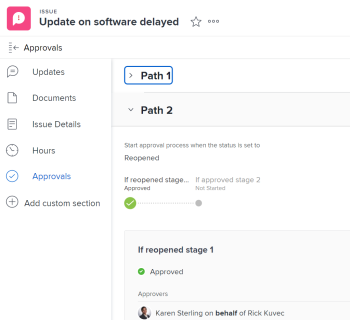 ISSUE
Update on software delayed
Approvals
Updates
Documents
Issue Details
Hours
Approvals
Add custom section
Path 1
Path 2
Start approval process when the status is set to
Reopened
If reopened stage... If approved stage 2
Approved Not Started
If reopened stage 1
Approved
Approvers
Karen Sterling on behalf of Rick Kuvec